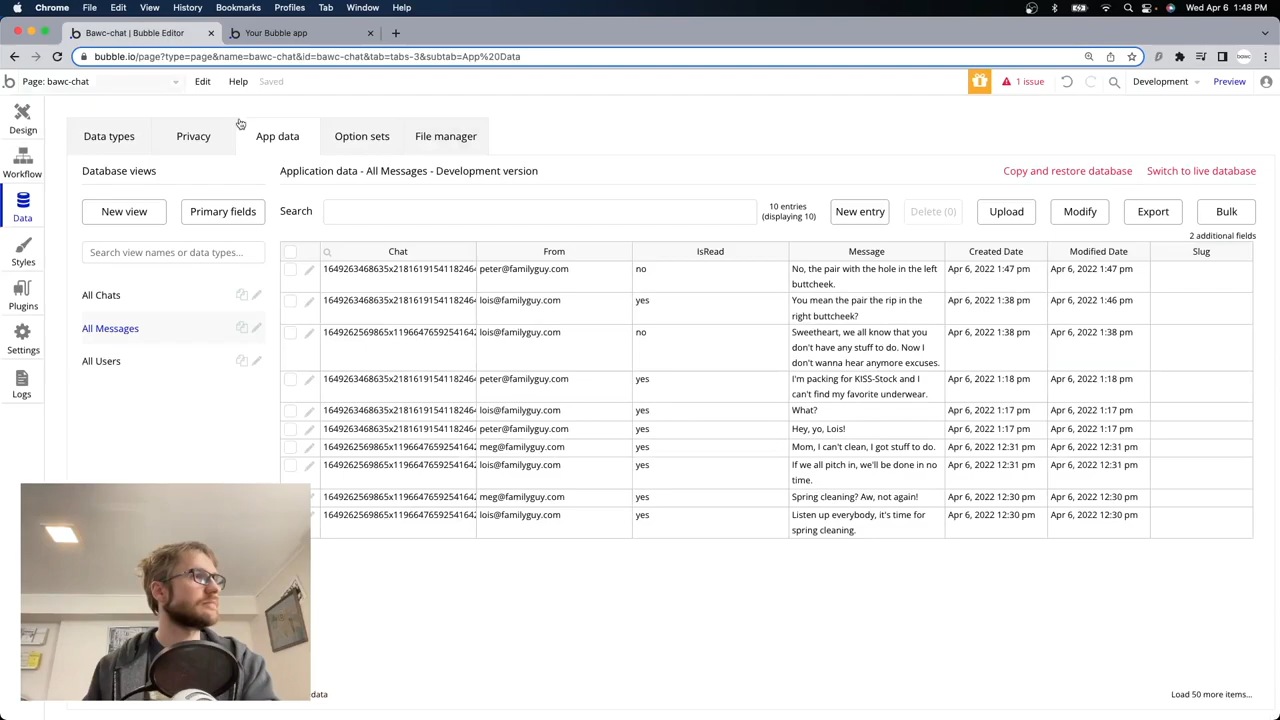 Chrome File Edit View History Bookmarks Profiles Tab Window Help Wed Apr 6 1:48 PM
Bawc-chat | Bubble Editor Your Bubble app
bubble.io/page?type=page&name=bawc-chat&id=bawc-chat&tab=tabs-3&subtab=App%20Data
Page: bawc-chat Edit Help Saved 1 issue Development Preview
Design
Workflow
Data
Styles
Plugins
Settings
Logs
Data types Privacy App data Option sets File manager
Database views
New view Primary fields
Search view names or data types...
All Chats
All Messages
All Users
Application data - All Messages - Development version Copy and restore database Switch to live database
Search 10 entries (displaying 10) New entry Delete (0) Upload Modify Export Bulk
2 additional fields
Chat From IsRead Message Created Date Modified Date Slug
1649263468635x21816191541182464 peter@familyguy.com no No, the pair with the hole in the left Apr 6, 2022 1:47 pm Apr 6, 2022 1:47 pm
buttcheek.
1649263468635x21816191541182464 lois@familyguy.com yes You mean the pair the rip in the Apr 6, 2022 1:38 pm Apr 6, 2022 1:46 pm
right buttcheek?
1649262569865x11966476592541642 lois@familyguy.com no Sweetheart, we all know that you Apr 6, 2022 1:38 pm Apr 6, 2022 1:38 pm
don't have any stuff to do. Now I
don't wanna hear anymore excuses.
1649263468635x21816191541182464 peter@familyguy.com yes I'm packing for KISS-Stock and I Apr 6, 2022 1:18 pm Apr 6, 2022 1:18 pm
can't find my favorite underwear.
1649263468635x21816191541182464 lois@familyguy.com yes What? Apr 6, 2022 1:17 pm Apr 6, 2022 1:17 pm
1649263468635x21816191541182464 peter@familyguy.com yes Hey, yo, Lois! Apr 6, 2022 1:17 pm Apr 6, 2022 1:17 pm
1649262569865x11966476592541642 meg@familyguy.com yes Mom, I can't clean, I got stuff to do. Apr 6, 2022 12:31 pm Apr 6, 2022 12:31 pm
1649262569865x11966476592541642 lois@familyguy.com yes If we all pitch in, we'll be done in no Apr 6, 2022 12:31 pm Apr 6, 2022 12:31 pm
time.
1649262569865x11966476592541642 meg@familyguy.com yes Spring cleaning? Aw, not again! Apr 6, 2022 12:30 pm Apr 6, 2022 12:30 pm
1649262569865x11966476592541642 lois@familyguy.com yes Listen up everybody, it's time for Apr 6, 2022 12:30 pm Apr 6, 2022 12:30 pm
spring cleaning.
data Load 50 more items...